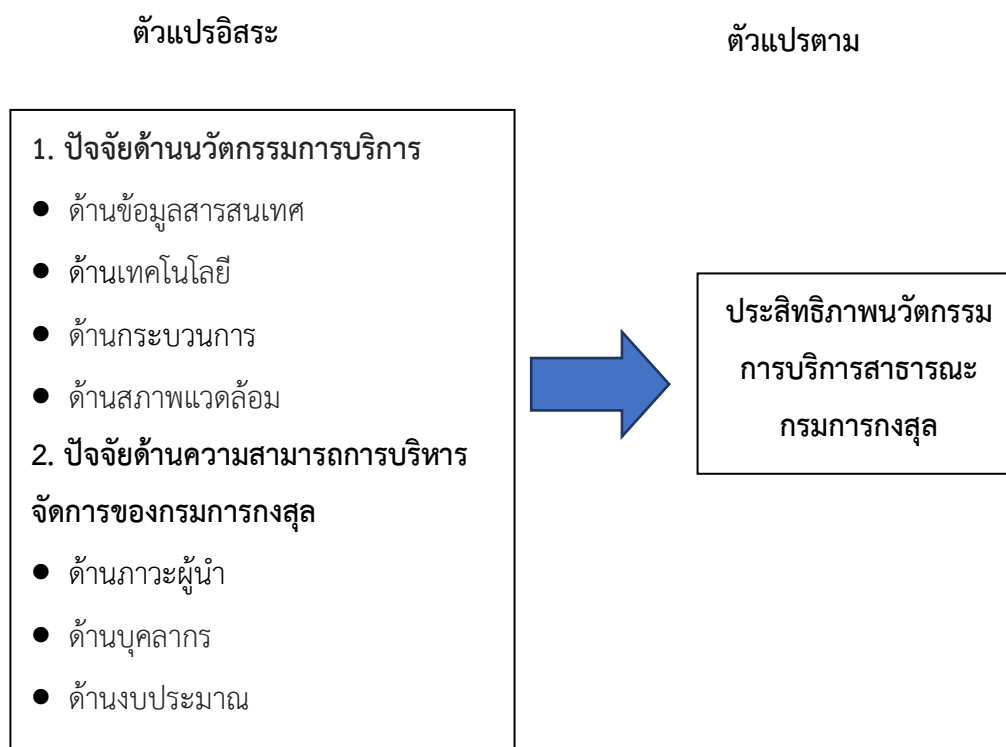 ตัวแปรอิสระ
ตัวแปรตาม
1. ปัจจัยด้านนวัตกรรมการบริการ
● ด้านข้อมูลสารสนเทศ
● ด้านเทคโนโลยี
● ด้านกระบวนการ
● ด้านสภาพแวดล้อม
2. ปัจจัยด้านความสามารถการบริหาร
จัดการของกรมการกงสุล
● ด้านภาวะผู้นำ
● ด้านบุคลากร
● ด้านงบประมาณ
ประสิทธิภาพนวัตกรรม
การบริการสาธารณะ
กรมการกงสุล